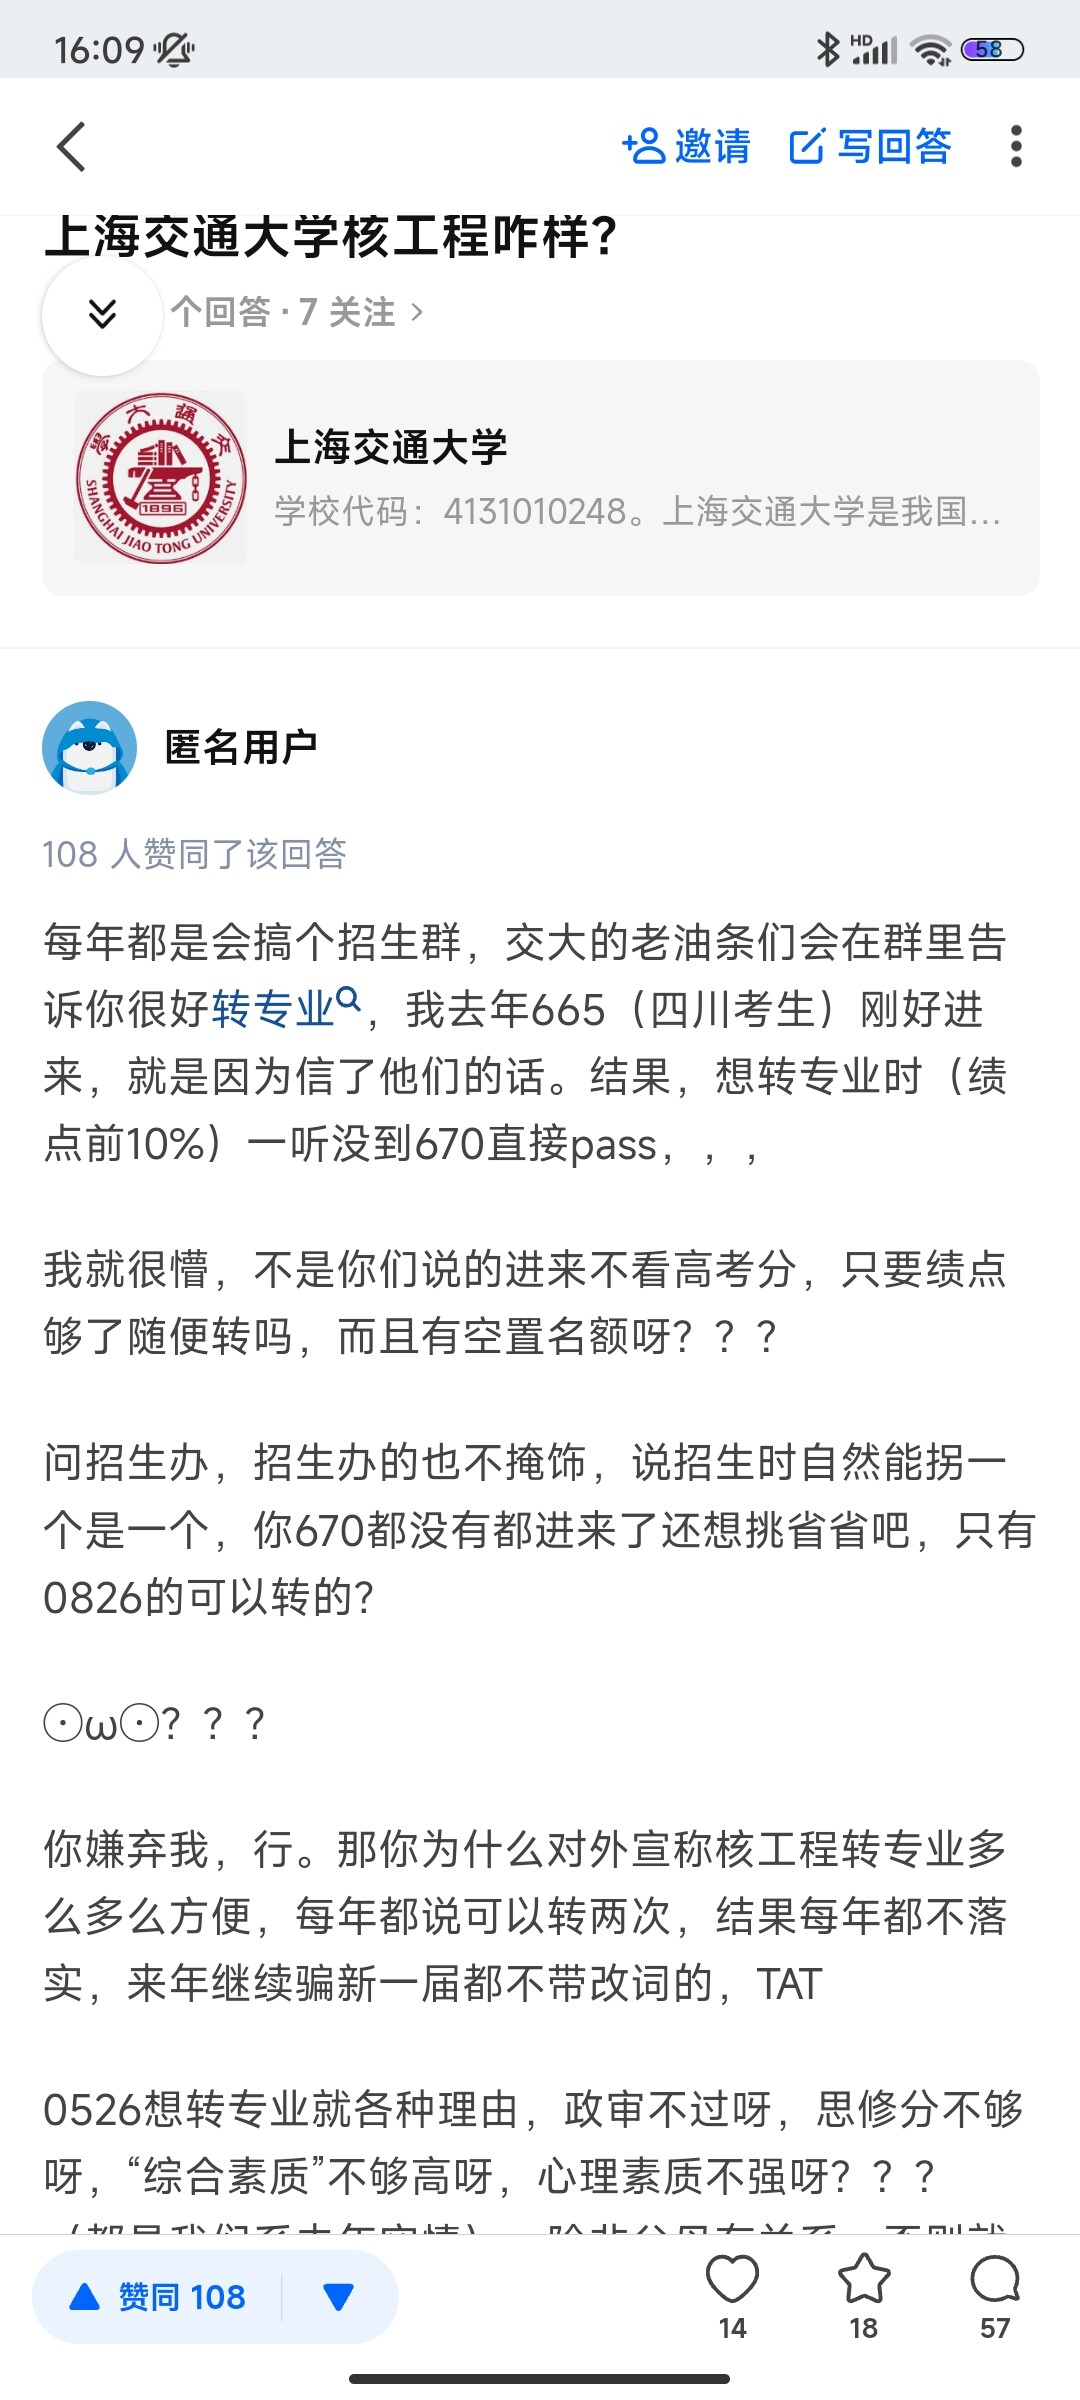 16:09
HD
58
邀请
写回答
上海交通大学核工程咋样?
个回答 · 7 关注 >
上海交通大学
学校代码：4131010248。上海交通大学是我国...
SHANGHAI JIAO TONG UNIVERSITY
1896
匿名用户
108 人赞同了该回答
每年都是会搞个招生群，交大的老油条们会在群里告
诉你很好转专业，我去年665（四川考生）刚好进
来，就是因为信了他们的话。结果，想转专业时（绩
点前10%）一听没到670直接pass，，，
我就很懵，不是你们说的进来不看高考分，只要绩点
够了随便转吗，而且有空置名额呀？？？
问招生办，招生办的也不掩饰，说招生时自然能拐一
个是一个，你670都没有都进来了还想挑省省吧，只有
0826的可以转的？
⊙ω⊙？？？
你嫌弃我，行。那你为什么对外宣称核工程转专业多
么多么方便，每年都说可以转两次，结果每年都不落
实，来年继续骗新一届都不带改词的，TAT
0526想转专业就各种理由，政审不过呀，思修分不够
呀，“综合素质”不够高呀，心理素质不强呀？？？
赞同 108
14
18
57